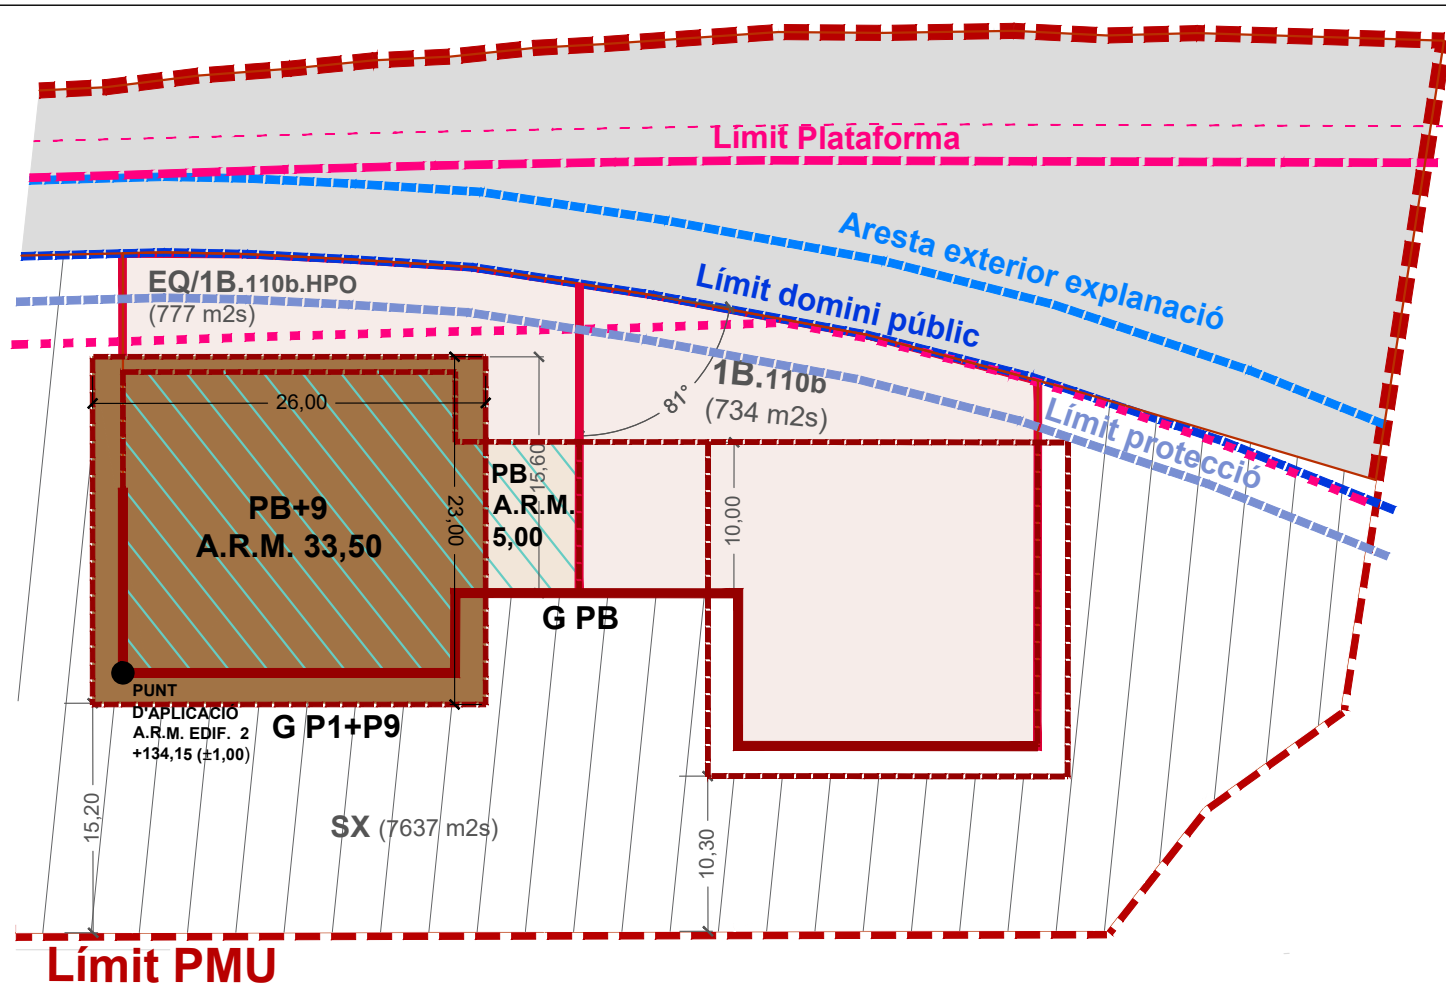 Límit Plataforma
Aresta exterior explanació
Límit domini públic
EQ/1B.110b.HPO
(777 m2s)
1B.110b
(734 m2s)
81°
Límit protecció
26,00
15,60
PB
A.R.M.
5,00
PB+9
A.R.M. 33,50
23,00
10,00
G PB
PUNT
D'APLICACIÓ
A.R.M. EDIF. 2
+134,15 (±1,00)
G P1+P9
15,20
SX (7637 m2s)
10,30
Límit PMU